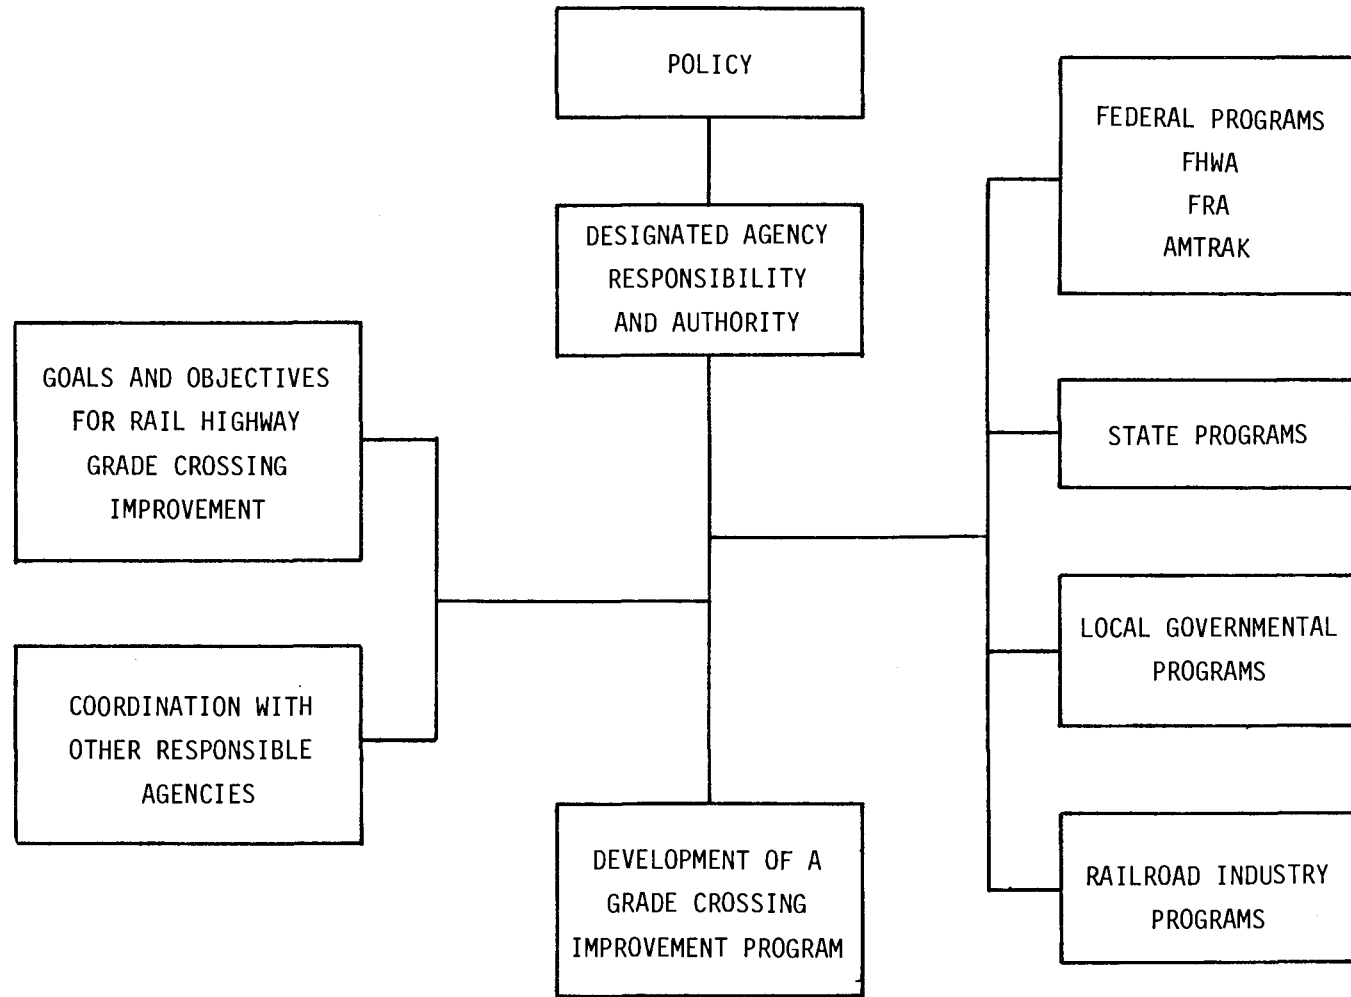 POLICY
DESIGNATED AGENCY
RESPONSIBILITY
AND AUTHORITY
GOALS AND OBJECTIVES
FOR RAIL HIGHWAY
GRADE CROSSING
IMPROVEMENT
COORDINATION WITH
OTHER RESPONSIBLE
AGENCIES
DEVELOPMENT OF A
GRADE CROSSING
IMPROVEMENT PROGRAM
FEDERAL PROGRAMS
FHWA
FRA
AMTRAK
STATE PROGRAMS
LOCAL GOVERNMENTAL
PROGRAMS
RAILROAD INDUSTRY
PROGRAMS